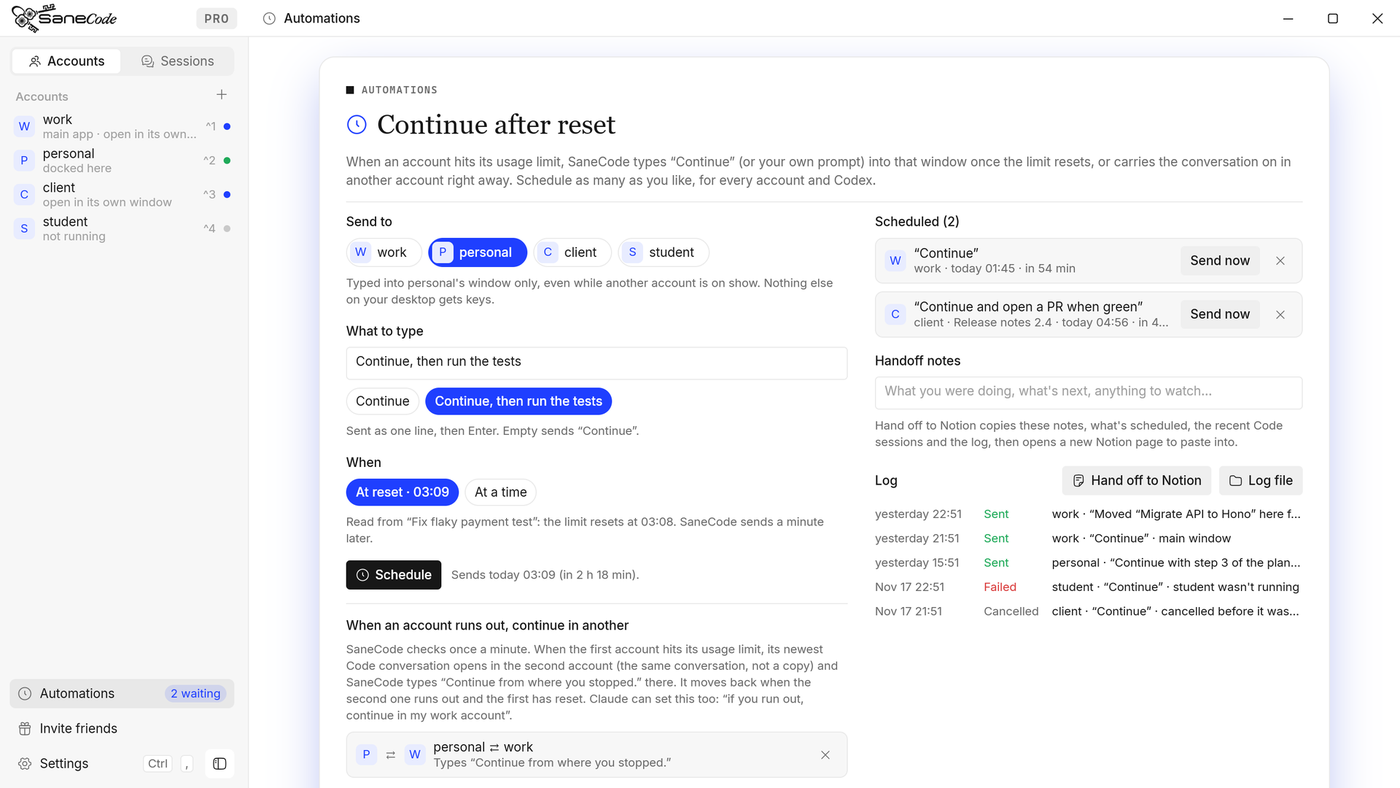 SaneCode
PRO
Automations
Accounts
Sessions
Accounts
W
work
main app · open in its own...
^1
P
personal
docked here
^2
C
client
open in its own window
^3
S
student
not running
^4
Automations
2 waiting
Invite friends
Settings
Ctrl
,
AUTOMATIONS
Continue after reset
When an account hits its usage limit, SaneCode types “Continue” (or your own prompt) into that window once the limit resets, or carries the conversation on in
another account right away. Schedule as many as you like, for every account and Codex.
Send to
W work
P personal
C client
S student
Typed into personal's window only, even while another account is on show. Nothing else
on your desktop gets keys.
What to type
Continue, then run the tests
Continue
Continue, then run the tests
Sent as one line, then Enter. Empty sends “Continue”.
When
At reset · 03:09
At a time
Read from “Fix flaky payment test”: the limit resets at 03:08. SaneCode sends a minute
later.
Schedule
Sends today 03:09 (in 2 h 18 min).
When an account runs out, continue in another
SaneCode checks once a minute. When the first account hits its usage limit, its newest
Code conversation opens in the second account (the same conversation, not a copy) and
SaneCode types “Continue from where you stopped.” there. It moves back when the
second one runs out and the first has reset. Claude can set this too: “if you run out,
continue in my work account”.
P ⇄ W
personal ⇄ work
Types “Continue from where you stopped.”
Scheduled (2)
W
“Continue”
work · today 01:45 · in 54 min
Send now
C
“Continue and open a PR when green”
client · Release notes 2.4 · today 04:56 · in 4...
Send now
Handoff notes
What you were doing, what's next, anything to watch...
Hand off to Notion copies these notes, what's scheduled, the recent Code
sessions and the log, then opens a new Notion page to paste into.
Log
Hand off to Notion
Log file
yesterday 22:51 Sent work · “Moved “Migrate API to Hono” here f...
yesterday 21:51 Sent work · “Continue” · main window
yesterday 15:51 Sent personal · “Continue with step 3 of the plan...
Nov 17 22:51 Failed student · “Continue” · student wasn't running
Nov 17 21:51 Cancelled client · “Continue” · cancelled before it was...